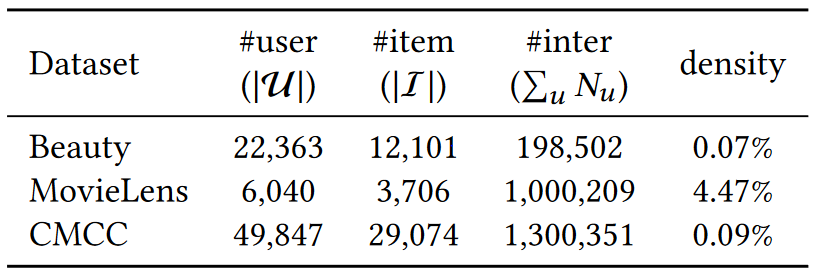 Dataset #user (|𝓤|) #item (|𝓘|) #inter (∑ᵤ Nᵤ) density
Beauty 22,363 12,101 198,502 0.07%
MovieLens 6,040 3,706 1,000,209 4.47%
CMCC 49,847 29,074 1,300,351 0.09%